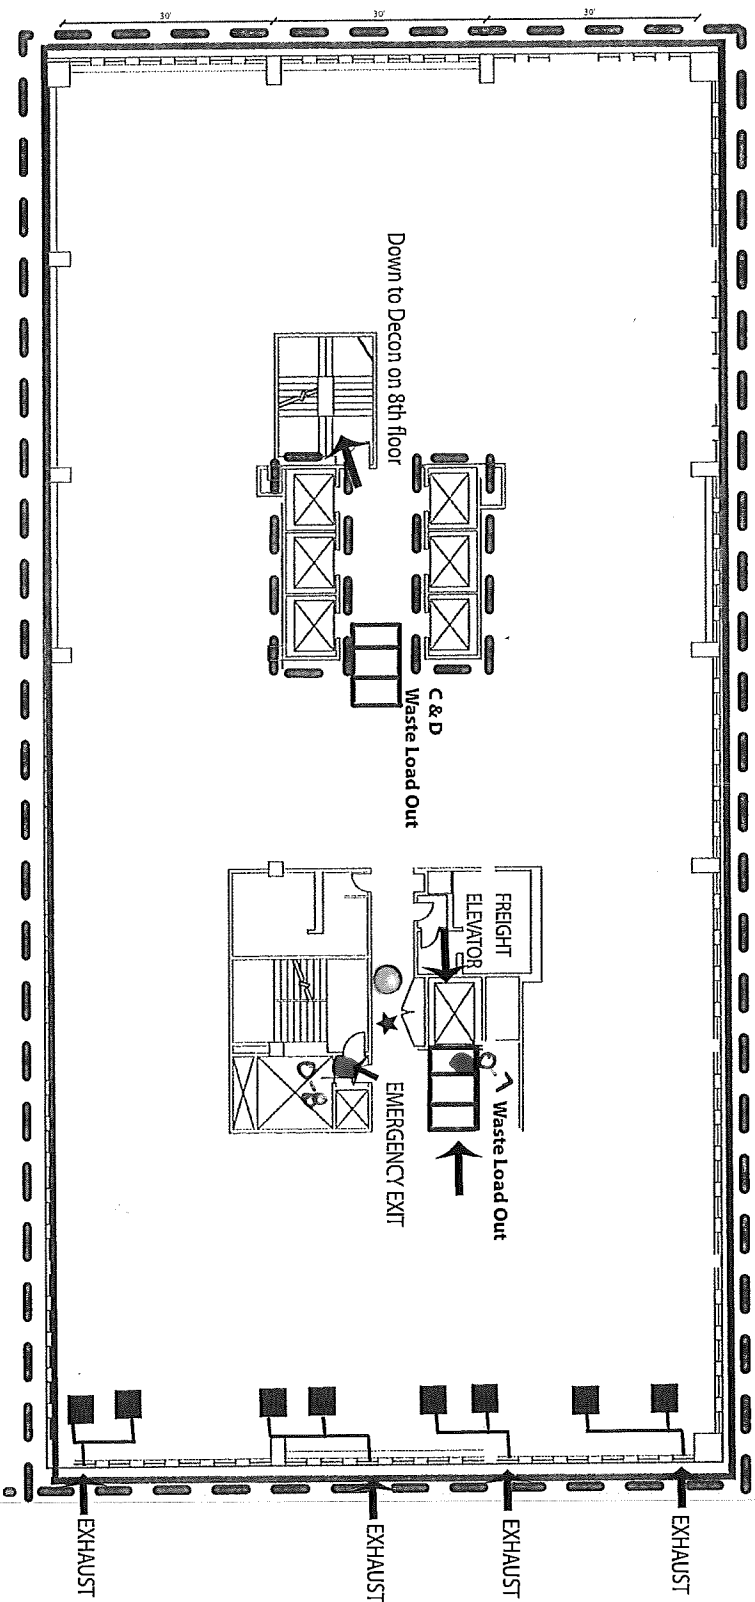 30'
30'
30'
Down to Decon on 8th floor
C & D
Waste Load Out
FREIGHT
ELEVATOR
Waste Load Out
EMERGENCY EXIT
EXHAUST
EXHAUST
EXHAUST
EXHAUST